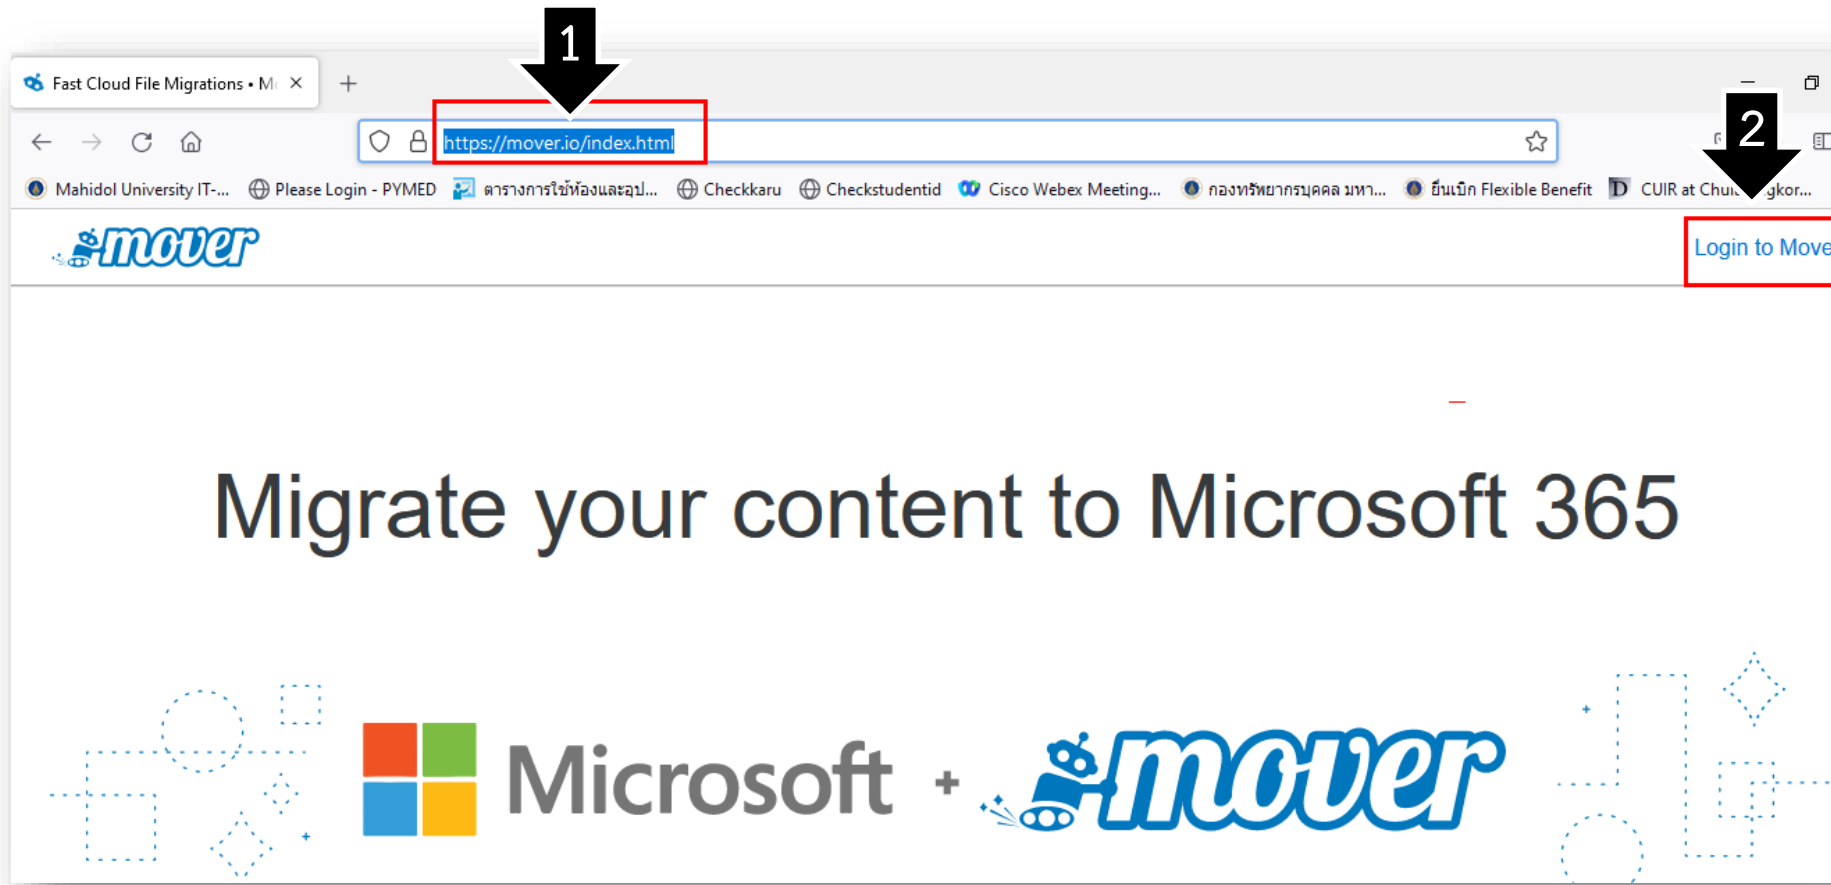 1
Fast Cloud File Migrations • M
https://mover.io/index.html
2
Mahidol University IT-... Please Login - PYMED ตารางการใช้ห้องและอุป... Checkkaru Checkstudentid Cisco Webex Meeting... กองทรัพยากรบุคคล มหา... ยื่นเบิก Flexible Benefit CUIR at
mover
Login to Move
Migrate your content to Microsoft 365
Microsoft + mover